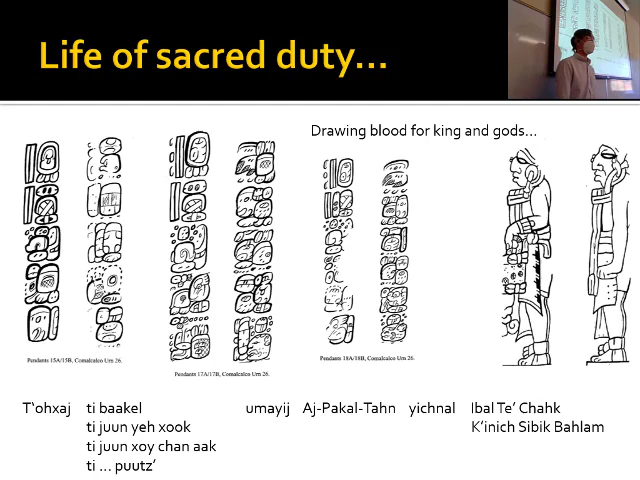 Life of sacred duty...
Drawing blood for king and gods...
Pendants 15A/15B, Comalcalco Urn 26.
Pendants 17A/17B, Comalcalco Urn 26.
Pendants 18A/18B, Comalcalco Urn 26.
T'ohxaj ti baakel umayij Aj-Pakal-Tahn yichnal Ibal Te' Chahk
ti juun yeh xook K'inich Sibik Bahlam
ti juun xoy chan aak
ti ... puutz'